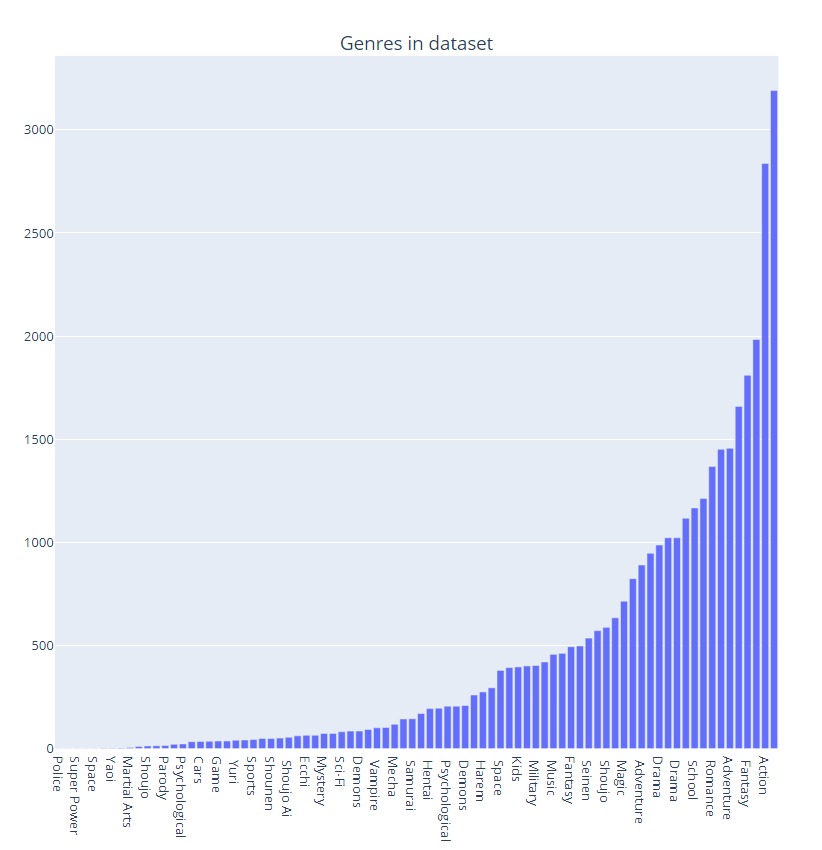 Genres in dataset
3000
2500
2000
1500
1000
500
0
Police
Super Power
Space
Yaoi
Martial Arts
Shoujo
Parody
Psychological
Cars
Game
Yuri
Sports
Shounen
Shoujo Ai
Ecchi
Mystery
Sci-Fi
Demons
Vampire
Mecha
Samurai
Hentai
Psychological
Demons
Harem
Space
Kids
Military
Music
Fantasy
Seinen
Shoujo
Magic
Adventure
Drama
Drama
School
Romance
Adventure
Fantasy
Action